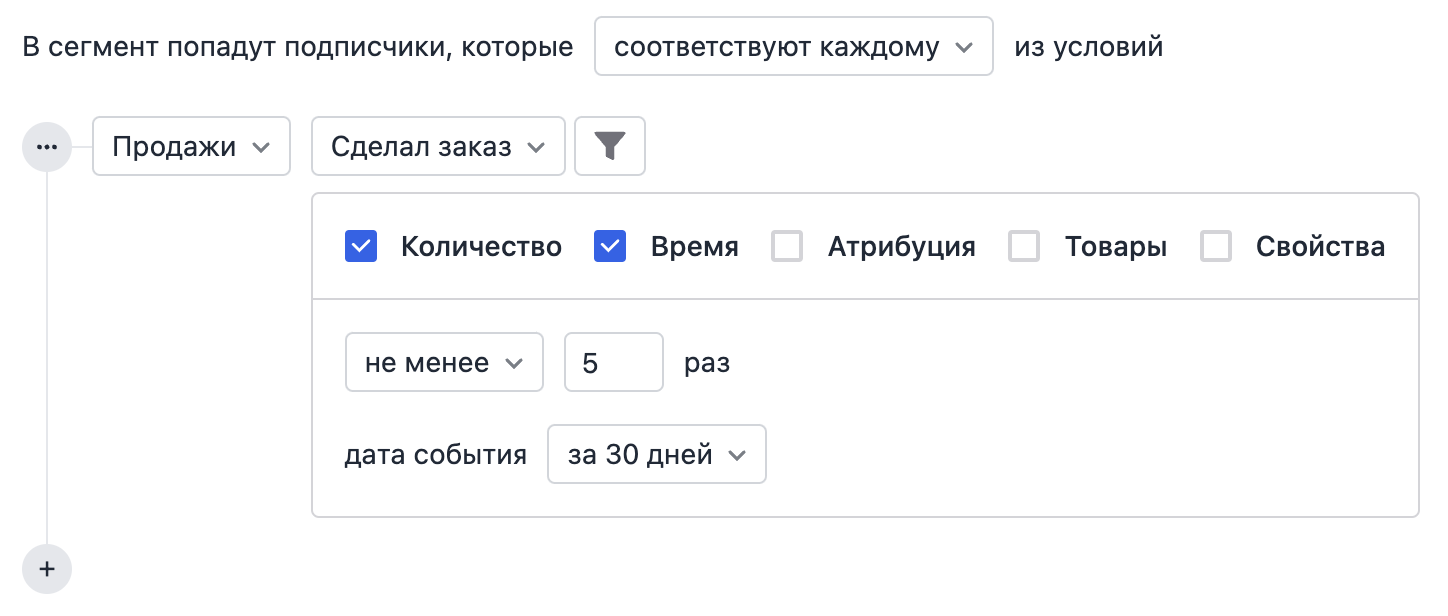 В сегмент попадут подписчики, которые соответствуют каждому из условий
Продажи Сделал заказ
Количество Время Атрибуция Товары Свойства
не менее 5 раз
дата события за 30 дней